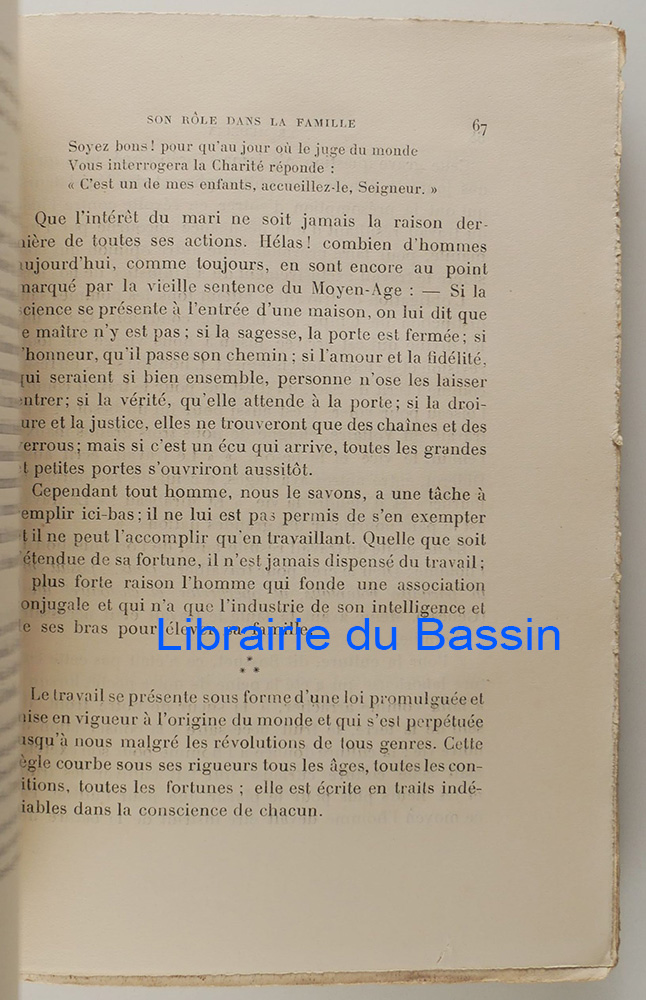 SON RÔLE DANS LA FAMILLE 67
Soyez bons! pour qu'au jour où le juge du monde
Vous interrogera la Charité réponde :
« C'est un de mes enfants, accueillez-le, Seigneur. »
Que l'intérêt du mari ne soit jamais la raison der-
nière de toutes ses actions. Hélas! combien d'hommes
aujourd'hui, comme toujours, en sont encore au point
marqué par la vieille sentence du Moyen-Age : — Si la
science se présente à l'entrée d'une maison, on lui dit que
le maître n'y est pas ; si la sagesse, la porte est fermée ; si
l'honneur, qu'il passe son chemin ; si l'amour et la fidélité,
qui seraient si bien ensemble, personne n'ose les laisser
entrer; si la vérité, qu'elle attende à la porte; si la droi-
ture et la justice, elles ne trouveront que des chaînes et des
verrous ; mais si c'est un écu qui arrive, toutes les grandes
et petites portes s'ouvriront aussitôt.
Cependant tout homme, nous le savons, a une tâche à
remplir ici-bas; il ne lui est pas permis de s'en exempter
et il ne peut l'accomplir qu'en travaillant. Quelle que soit
l'étendue de sa fortune, il n'est jamais dispensé du travail ;
plus forte raison l'homme qui fonde une association
conjugale et qui n'a que l'industrie de son intelligence et
de ses bras pour élever sa famille.
Librairie du Bassin
* * *
Le travail se présente sous forme d'une loi promulguée et
mise en vigueur à l'origine du monde et qui s'est perpétuée
jusqu'à nous malgré les révolutions de tous genres. Cette
règle courbe sous ses rigueurs tous les âges, toutes les con-
ditions, toutes les fortunes ; elle est écrite en traits indé-
niables dans la conscience de chacun.